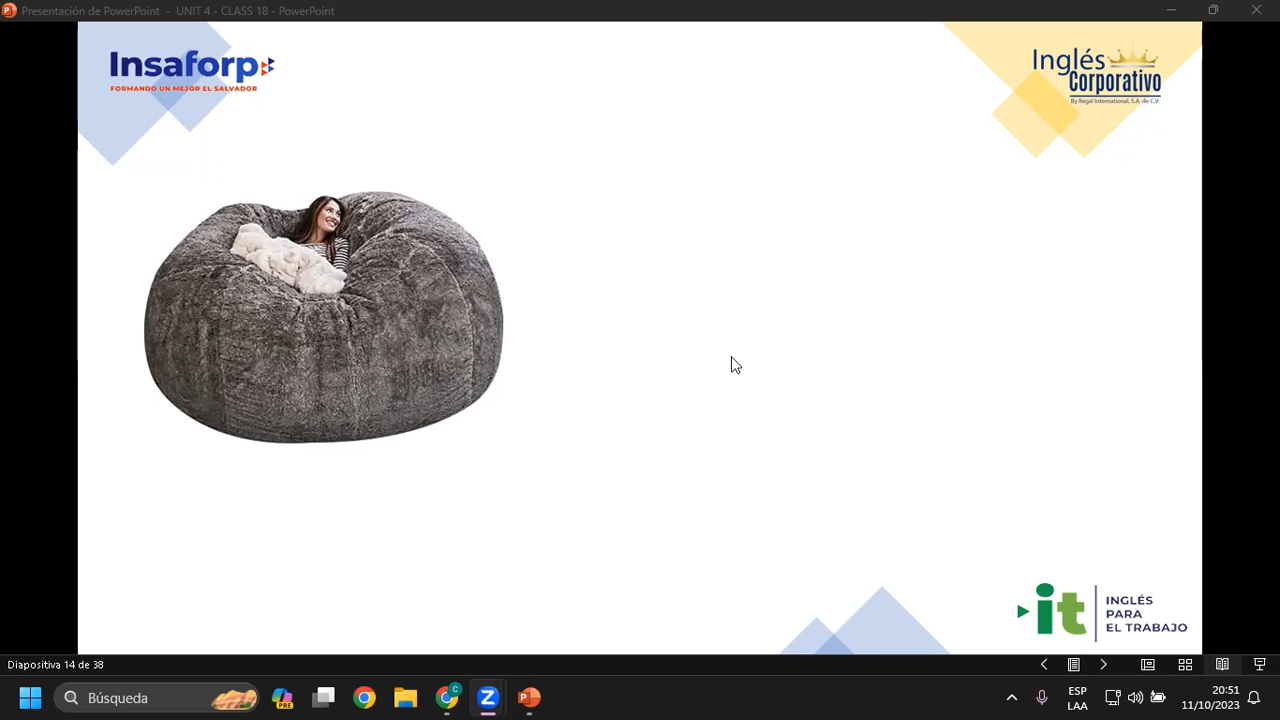 Presentación de PowerPoint - UNIT 4 - CLASS 18 - PowerPoint
Insaforp
FORMANDO UN MEJOR EL SALVADOR
Inglés
Corporativo
By Regal International, S.A. de C.V.
it
INGLÉS
PARA
EL TRABAJO
Diapositiva 14 de 38
Búsqueda
PRE
C
ESP
LAA
20:51
11/10/2023